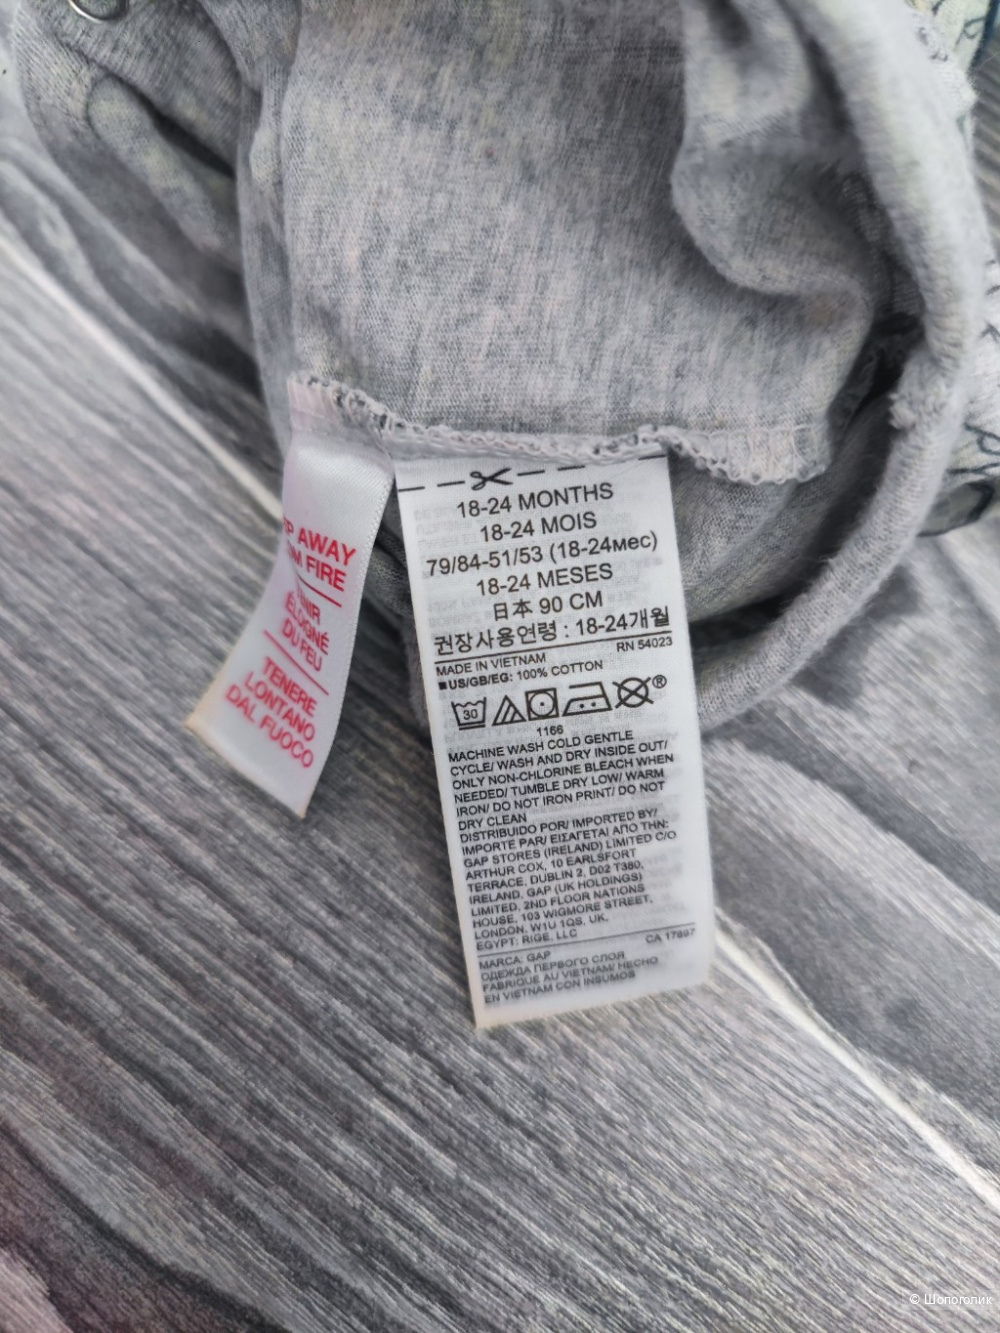 AWAY
FIRE
ÉLOIGNÉ
DU FEU
TENERE
LONTANO
DAL FUOCO
18-24 MONTHS
18-24 MOIS
79/84-51/53 (18-24мес)
18-24 MESES
日本 90 CM
권장사용연령 : 18-24개월
RN 54023
MADE IN VIETNAM
■US/GB/EG: 100% COTTON
30
®
1166
MACHINE WASH COLD GENTLE
CYCLE/ WASH AND DRY INSIDE OUT/
ONLY NON-CHLORINE BLEACH WHEN
NEEDED/ TUMBLE DRY LOW/ WARM
IRON/ DO NOT IRON PRINT/ DO NOT
DRY CLEAN
DISTRIBUIDO POR/ IMPORTED BY/
IMPORTE PAR/ ΕΙΣΑΓΕΤΑΙ ΑΠΟ ΤΗΝ:
GAP STORES (IRELAND) LIMITED C/O
ARTHUR COX, 10 EARLSFORT
TERRACE, DUBLIN 2, D02 T380,
IRELAND, GAP (UK HOLDINGS)
LIMITED, 2ND FLOOR NATIONS
HOUSE, 103 WIGMORE STREET,
LONDON, W1U 1QS, UK.
EGYPT: RIGE, LLC
CA 17897
MARCA: GAP
ОДЕЖДА ПЕРВОГО СЛОЯ
FABRIQUE AU VIETNAM/ HECHO
EN VIETNAM CON INSUMOS
© Шопоголик